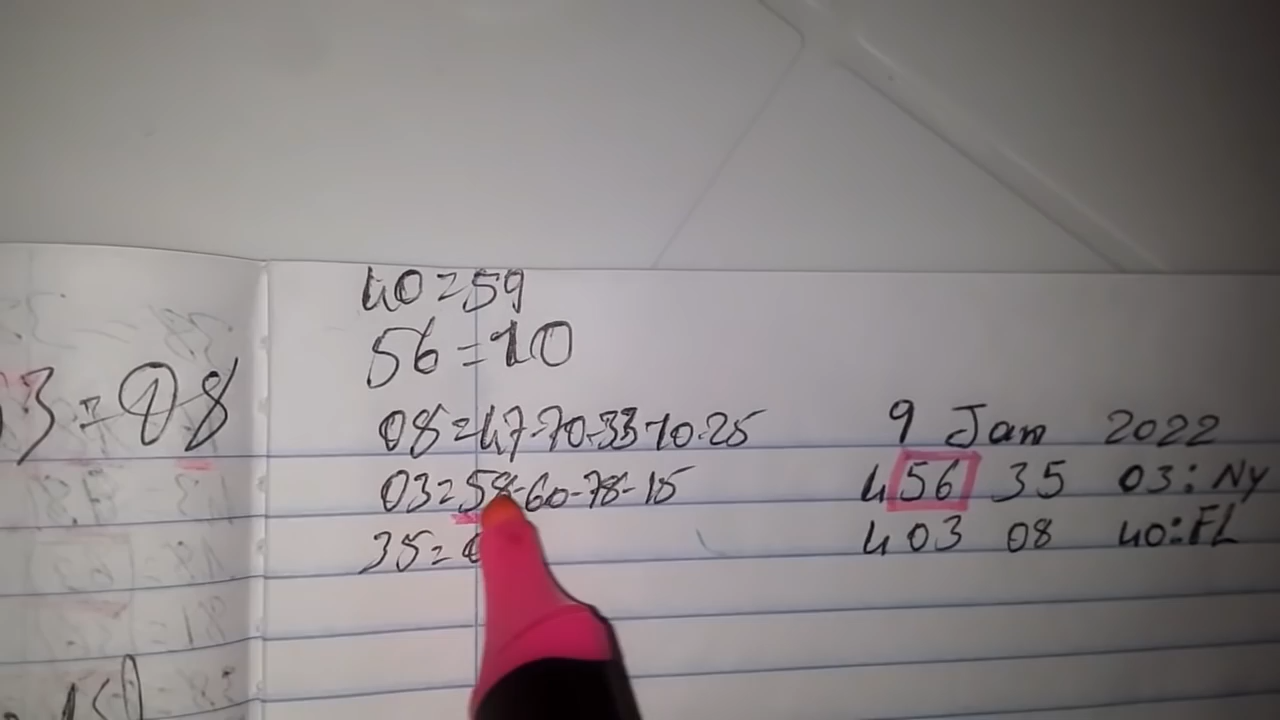 40=59
56=10
3=08
08=47-70-33-10-25
03=58-60-78-15
35=
9 Jan 2022
456 35 03:Ny
403 08 40:FL